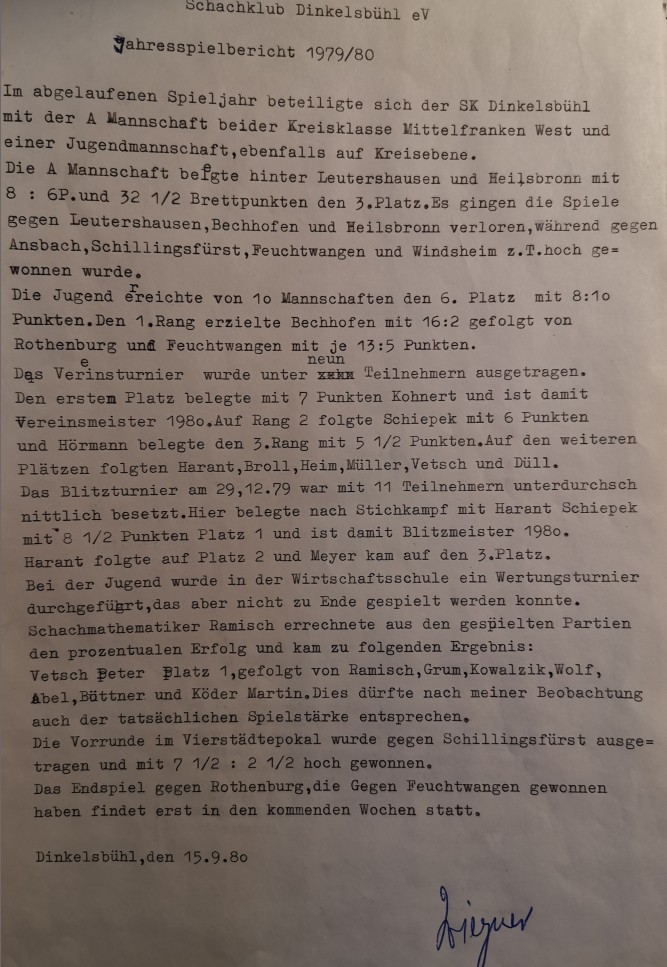 Schachklub Dinkelsbühl eV
Jahresspielbericht 1979/80
Im abgelaufenen Spieljahr beteiligte sich der SK Dinkelsbühl
mit der A Mannschaft beider Kreisklasse Mittelfranken West und
einer Jugendmannschaft,ebenfalls auf Kreisebene.
Die A Mannschaft belegte hinter Leutershausen und Heilsbronn mit
8 : 6P.und 32 1/2 Brettpunkten den 3.Platz.Es gingen die Spiele
gegen Leutershausen,Bechhofen und Heilsbronn verloren,während gegen
Ansbach,Schillingsfürst,Feuchtwangen und Windsheim z.T.hoch ge=
wonnen wurde.
Die Jugend erreichte von 1o Mannschaften den 6. Platz mit 8:1o
Punkten.Den 1.Rang erzielte Bechhofen mit 16:2 gefolgt von
Rothenburg und Feuchtwangen mit je 13:5 Punkten.
Das Vereinsturnier wurde unter neun Teilnehmern ausgetragen.
Den erstem Platz belegte mit 7 Punkten Kohnert und ist damit
Vereinsmeister 198o.Auf Rang 2 folgte Schiepek mit 6 Punkten
und Hörmann belegte den 3.Rang mit 5 1/2 Punkten.Auf den weiteren
Plätzen folgten Harant,Broll,Heim,Müller,Vetsch und Düll.
Das Blitzturnier am 29,12.79 war mit 11 Teilnehmern unterdurchsch
nittlich besetzt.Hier belegte nach Stichkampf mit Harant Schiepek
mit 8 1/2 Punkten Platz 1 und ist damit Blitzmeister 198o.
Harant folgte auf Platz 2 und Meyer kam auf den 3.Platz.
Bei der Jugend wurde in der Wirtschaftsschule ein Wertungsturnier
durchgeführt,das aber nicht zu Ende gespielt werden konnte.
Schachmathematiker Ramisch errechnete aus den gespielten Partien
den prozentualen Erfolg und kam zu folgenden Ergebnis:
Vetsch Peter Platz 1,gefolgt von Ramisch,Grum,Kowalzik,Wolf,
Abel,Büttner und Köder Martin.Dies dürfte nach meiner Beobachtung
auch der tatsächlichen Spielstärke entsprechen.
Die Vorrunde im Vierstädtepokal wurde gegen Schillingsfürst ausge=
tragen und mit 7 1/2 : 2 1/2 hoch gewonnen.
Das Endspiel gegen Rothenburg,die Gegen Feuchtwangen gewonnen
haben findet erst in den kommenden Wochen statt.
Dinkelsbühl,den 15.9.8o